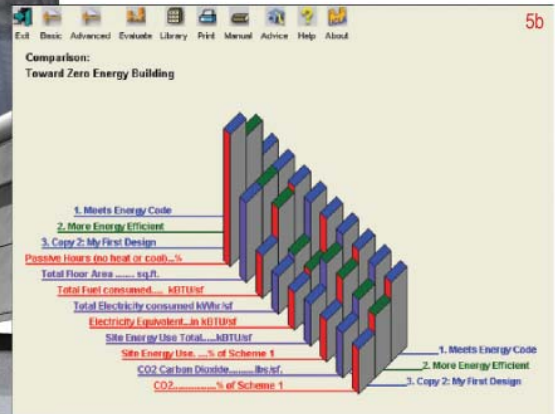 5b
Exit Basic Advanced Evaluate Library Print Manual Advice Help About
Comparison:
Toward Zero Energy Building
1. Meets Energy Code
2. More Energy Efficient
3. Copy 2: My First Design
Passive Hours (no heat or cool)...%
Total Floor Area ....... sq.ft.
Total Fuel consumed..... kBTU/sf
Total Electricity consumed kWhr/sf
Electricity Equivalent...in kBTU/sf
Site Energy Use Total.....kBTU/sf
Site Energy Use. ....% of Scheme 1
CO2 Carbon Dioxide.........lbs/sf.
CO2...............% of Scheme 1
1. Meets Energy Code
2. More Energy Efficient
3. Copy 2: My First Design